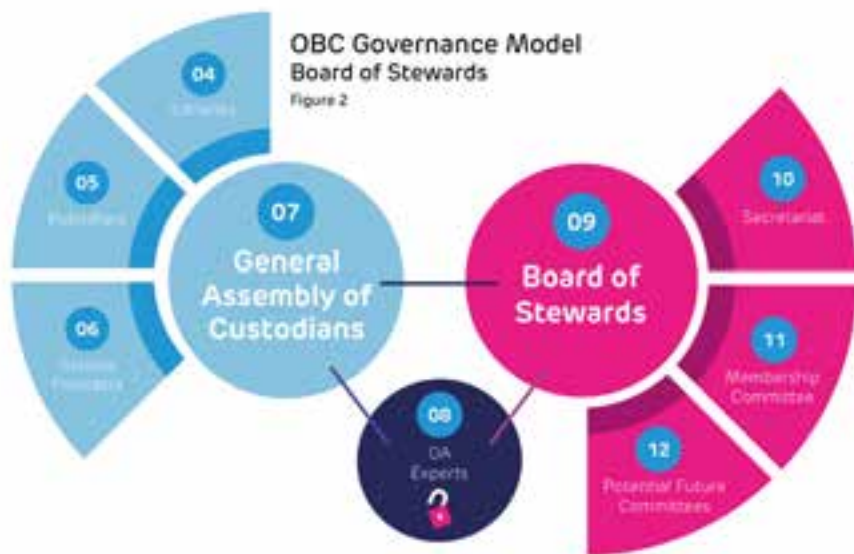 OBC Governance Model
Board of Stewards
Figure 2
04
Libraries
05
Publishers
06
07
General
Assembly of
Custodians
08
OA
Experts
09
Board of
Stewards
10
Secretariat
11
Membership
Committee
12
Potential Future
Committees